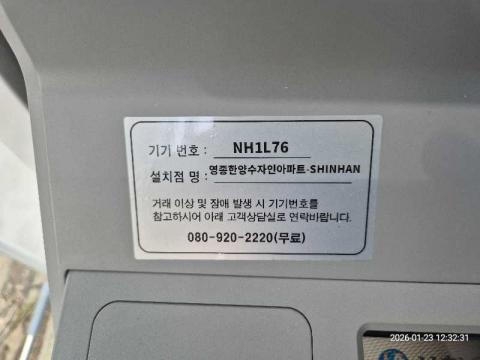 기기 번호 : NH1L76
설치점 명 : 영종한양수자인아파트-SHINHAN
거래 이상 및 장애 발생 시 기기번호를
참고하시어 아래 고객상담실로 연락바랍니다.
080-920-2220(무료)
2026-01-23 12:32:31